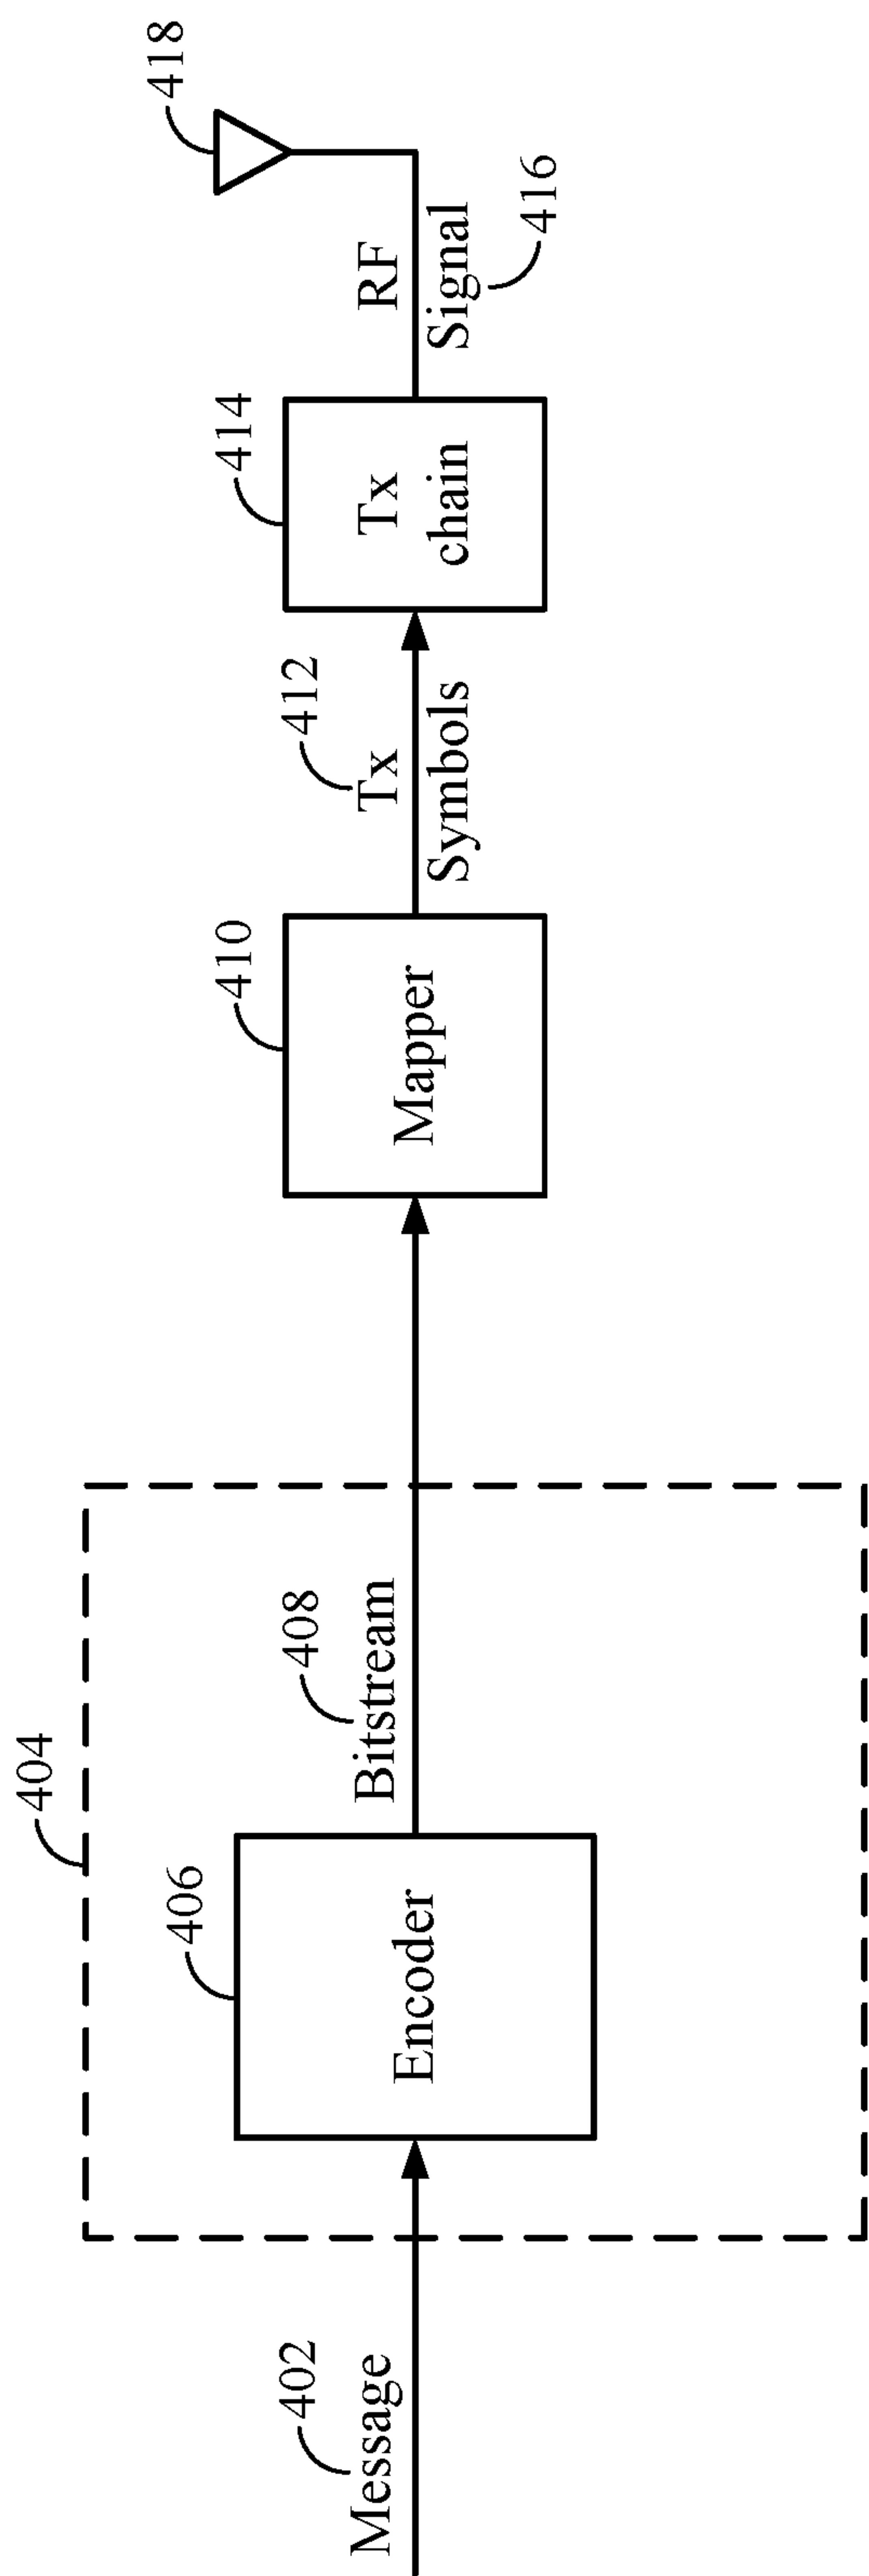 404
402
Message
406
Encoder
408
Bitstream
410
Mapper
412
Tx
Symbols
414
Tx
chain
RF
Signal
416
418